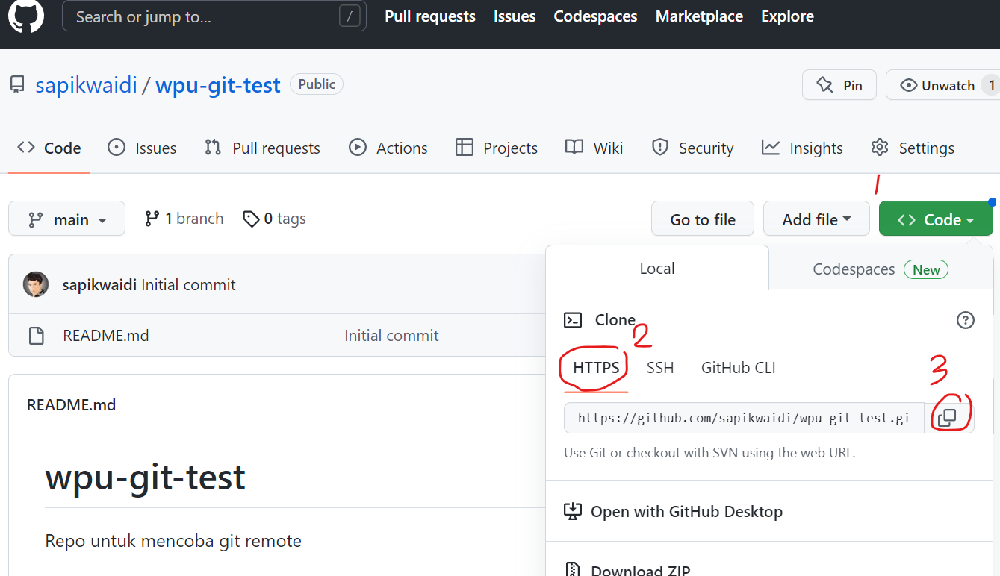 Search or jump to... /
Pull requests Issues Codespaces Marketplace Explore
sapikwaidi / wpu-git-test Public
Pin
Unwatch 1
Code Issues Pull requests Actions Projects Wiki Security Insights Settings
1
main 1 branch 0 tags
Go to file Add file Code
Local Codespaces New
sapikwaidi Initial commit
README.md Initial commit
Clone
2
HTTPS SSH GitHub CLI
3
https://github.com/sapikwaidi/wpu-git-test.gi
Use Git or checkout with SVN using the web URL.
Open with GitHub Desktop
Download ZIP
README.md
wpu-git-test
Repo untuk mencoba git remote